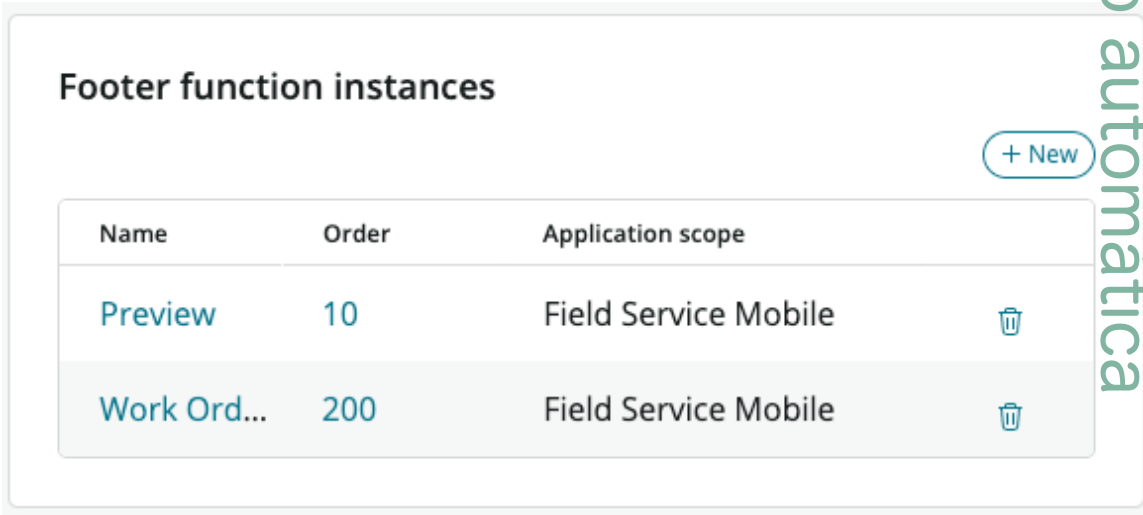 Footer function instances
+ New
Name Order Application scope
Preview 10 Field Service Mobile
Work Ord... 200 Field Service Mobile
automatica